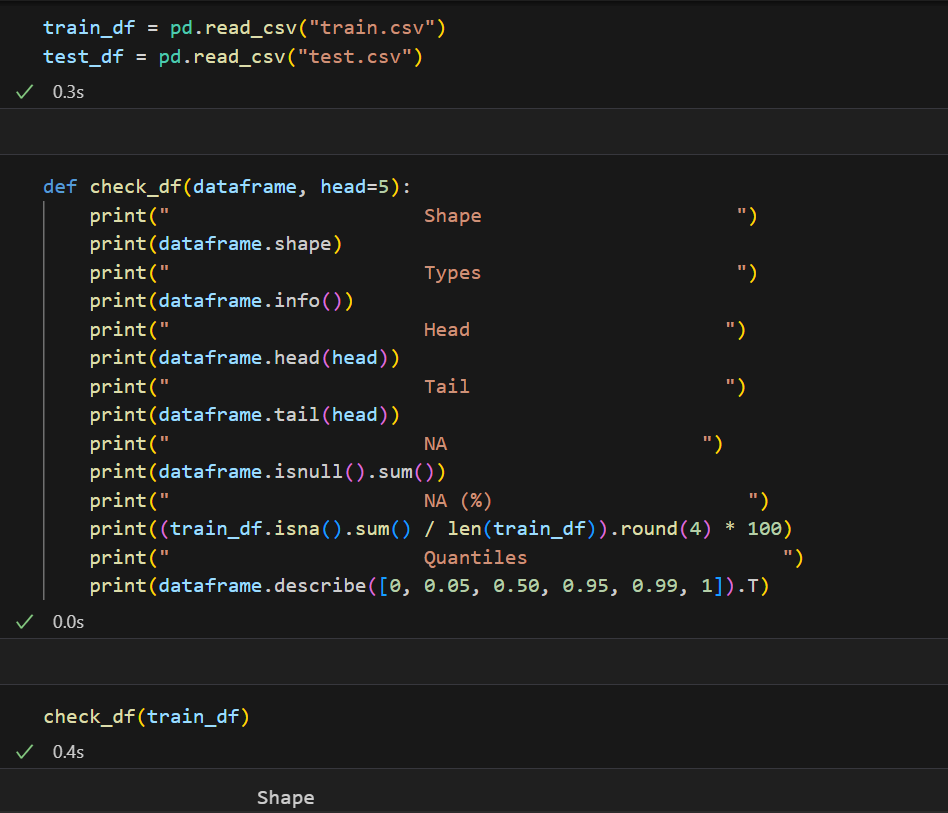 train_df = pd.read_csv("train.csv")
test_df = pd.read_csv("test.csv")
✓ 0.3s
def check_df(dataframe, head=5):
    print("                      Shape                      ")
    print(dataframe.shape)
    print("                      Types                      ")
    print(dataframe.info())
    print("                      Head                      ")
    print(dataframe.head(head))
    print("                      Tail                      ")
    print(dataframe.tail(head))
    print("                      NA                      ")
    print(dataframe.isnull().sum())
    print("                      NA (%)                      ")
    print((train_df.isna().sum() / len(train_df)).round(4) * 100)
    print("                      Quantiles                      ")
    print(dataframe.describe([0, 0.05, 0.50, 0.95, 0.99, 1]).T)
✓ 0.0s
check_df(train_df)
✓ 0.4s
                      Shape